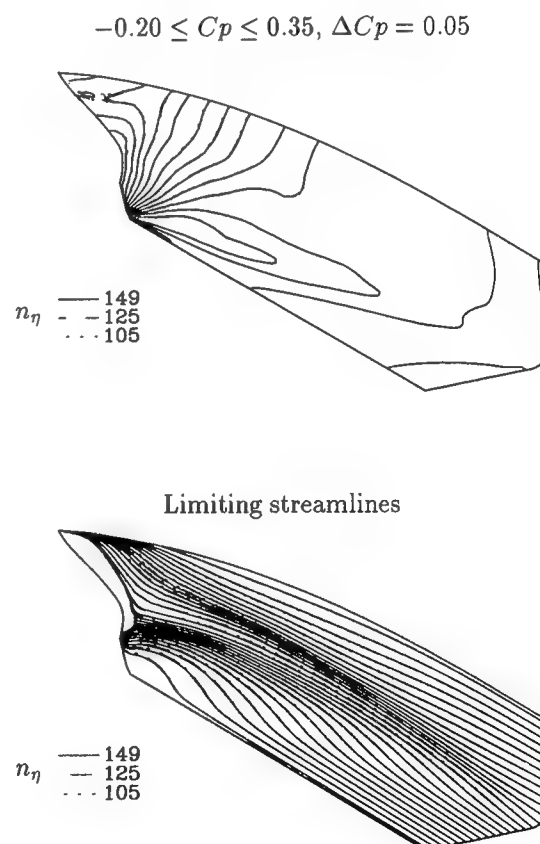 −0.20 ≤ Cp ≤ 0.35, ΔCp = 0.05
149
nη 125
105
Limiting streamlines
149
nη 125
105